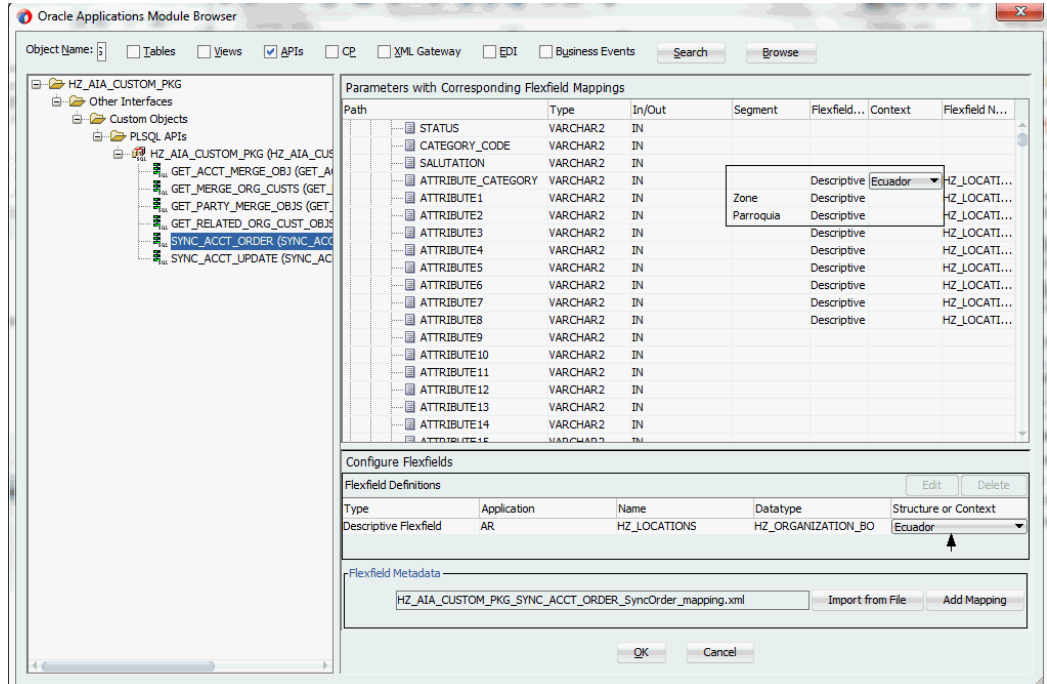 Oracle Applications Module Browser
Object Name: Tables Views APIs CP XML Gateway EDI Business Events Search Browse
HZ_AIA_CUSTOM_PKG
Other Interfaces
Custom Objects
PLSQL APIs
HZ_AIA_CUSTOM_PKG (HZ_AIA_CUS
GET_ACCT_MERGE_OBJ (GET_A
GET_MERGE_ORG_CUSTS (GET_
GET_PARTY_MERGE_OBJS (GET_
GET_RELATED_ORG_CUST_OBJS
SYNC_ACCT_ORDER (SYNC_ACC
SYNC_ACCT_UPDATE (SYNC_AC
Parameters with Corresponding Flexfield Mappings
Path Type In/Out Segment Flexfield... Context Flexfield N...
STATUS VARCHAR2 IN
CATEGORY_CODE VARCHAR2 IN
SALUTATION VARCHAR2 IN
ATTRIBUTE_CATEGORY VARCHAR2 IN Descriptive Ecuador HZ_LOCATI...
ATTRIBUTE1 VARCHAR2 IN Zone Descriptive HZ_LOCATI...
ATTRIBUTE2 VARCHAR2 IN Parroquia Descriptive HZ_LOCATI...
ATTRIBUTE3 VARCHAR2 IN Descriptive HZ_LOCATI...
ATTRIBUTE4 VARCHAR2 IN Descriptive HZ_LOCATI...
ATTRIBUTE5 VARCHAR2 IN Descriptive HZ_LOCATI...
ATTRIBUTE6 VARCHAR2 IN Descriptive HZ_LOCATI...
ATTRIBUTE7 VARCHAR2 IN Descriptive HZ_LOCATI...
ATTRIBUTE8 VARCHAR2 IN Descriptive HZ_LOCATI...
ATTRIBUTE9 VARCHAR2 IN
ATTRIBUTE10 VARCHAR2 IN
ATTRIBUTE11 VARCHAR2 IN
ATTRIBUTE12 VARCHAR2 IN
ATTRIBUTE13 VARCHAR2 IN
ATTRIBUTE14 VARCHAR2 IN
ATTRIBUTE15 VARCHAR2 IN
Configure Flexfields
Flexfield Definitions Edit Delete
Type Application Name Datatype Structure or Context
Descriptive Flexfield AR HZ_LOCATIONS HZ_ORGANIZATION_BO Ecuador
Flexfield Metadata
HZ_AIA_CUSTOM_PKG_SYNC_ACCT_ORDER_SyncOrder_mapping.xml Import from File Add Mapping
OK Cancel